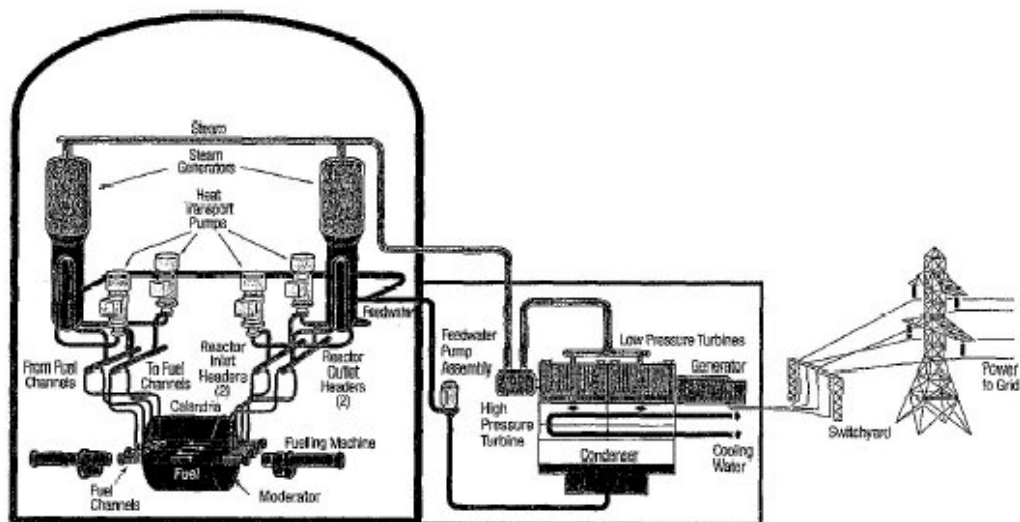 Steam
Steam
Generators
Heat
Transport
Pumps
Feedwater
From Fuel
Channels
To Fuel
Channels
Reactor
Inlet
Headers
(2)
Reactor
Outlet
Headers
(2)
Calandria
Fuelling Machine
Fuel
Fuel
Channels
Moderator
Feedwater
Pump
Assembly
Low Pressure Turbines
Generator
High
Pressure
Turbine
Condenser
Cooling
Water
Switchyard
Power
to Grid